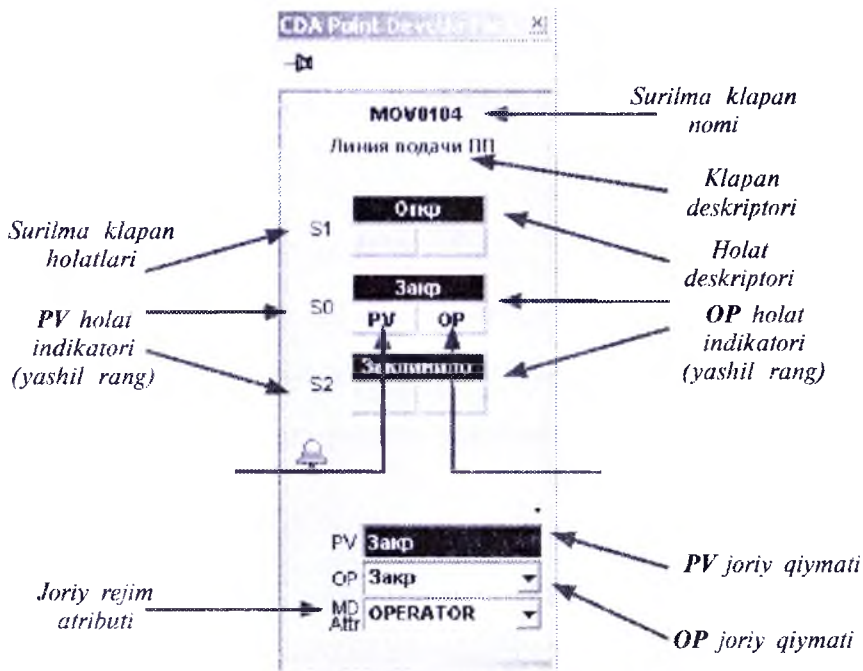 CDA Point
MOV0104
Линия подачи ПП
S1
Откр
S0
Закр
PV OP
S2
Заклинило
PV Закр
OP Закр
MD
Attr OPERATOR
Surilma klapan
holatlari
PV holat
indikatori
(yashil rang)
Joriy rejim
atributi
Surilma klapan
nomi
Klapan
deskriptori
Holat
deskriptori
OP holat
indikatori
(yashil rang)
PV joriy qiymati
OP joriy qiymati